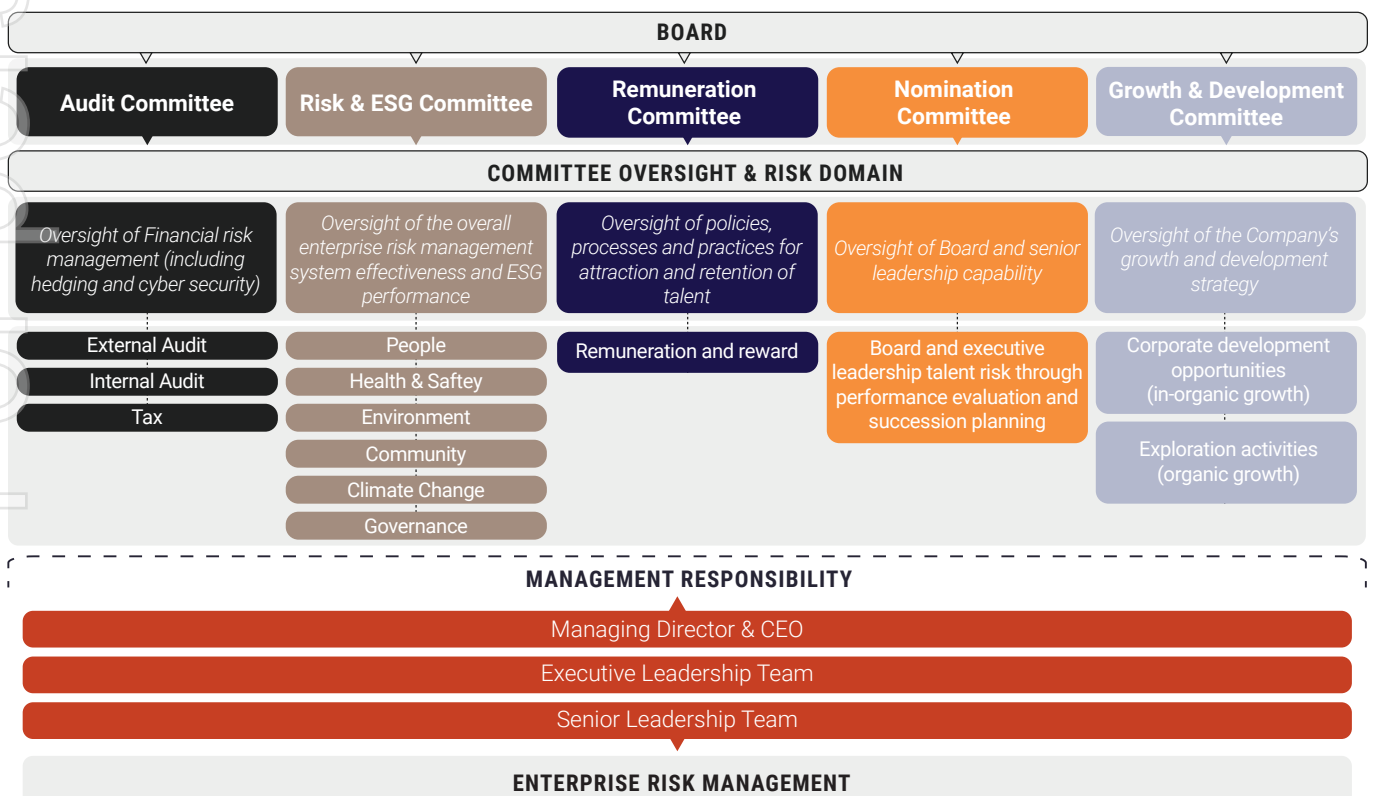 BOARD
Audit Committee
Risk & ESG Committee
Remuneration
Committee
Nomination
Committee
Growth & Development
Committee
COMMITTEE OVERSIGHT & RISK DOMAIN
Oversight of Financial risk
management (including
hedging and cyber security)
Oversight of the overall
enterprise risk management
system effectiveness and ESG
performance
Oversight of policies,
processes and practices for
attraction and retention of
talent
Oversight of Board and senior
leadership capability
Oversight of the Company's
growth and development
strategy
External Audit
Internal Audit
Tax
People
Health & Saftey
Environment
Community
Climate Change
Governance
Remuneration and reward
Board and executive
leadership talent risk through
performance evaluation and
succession planning
Corporate development
opportunities
(in-organic growth)
Exploration activities
(organic growth)
MANAGEMENT RESPONSIBILITY
Managing Director & CEO
Executive Leadership Team
Senior Leadership Team
ENTERPRISE RISK MANAGEMENT